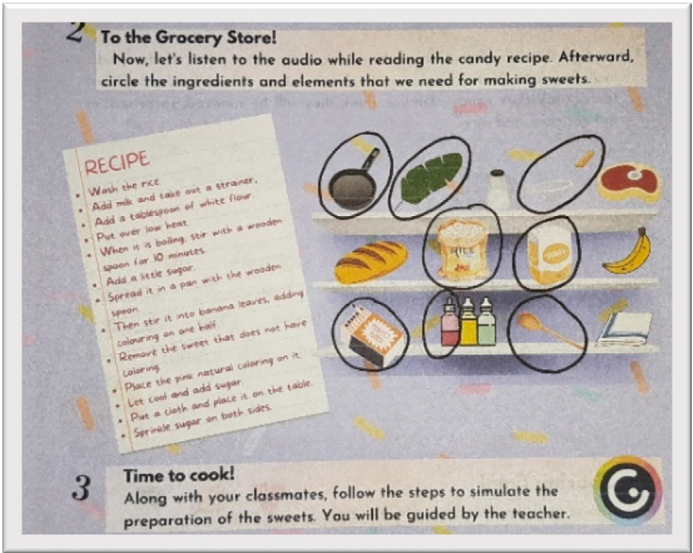 2 To the Grocery Store!
Now, let's listen to the audio while reading the candy recipe. Afterward,
circle the ingredients and elements that we need for making sweets.
RECIPE
• Wash the rice.
• Add milk and take out a strainer,
• Add a tablespoon of white flour.
• Put over low heat.
• When it is boiling, stir with a wooden
spoon for 10 minutes.
• Add a little sugar.
• Spread it in a pan with the wooden
spoon.
• Then stir it into banana leaves, adding
colouring on one half.
• Remove the sweet that does not have
coloring.
• Place the pink natural coloring on it.
• Let cool and add sugar.
• Put a cloth and place it on the table.
• Sprinkle sugar on both sides.
RICE
3 Time to cook!
Along with your classmates, follow the steps to simulate the
preparation of the sweets. You will be guided by the teacher.